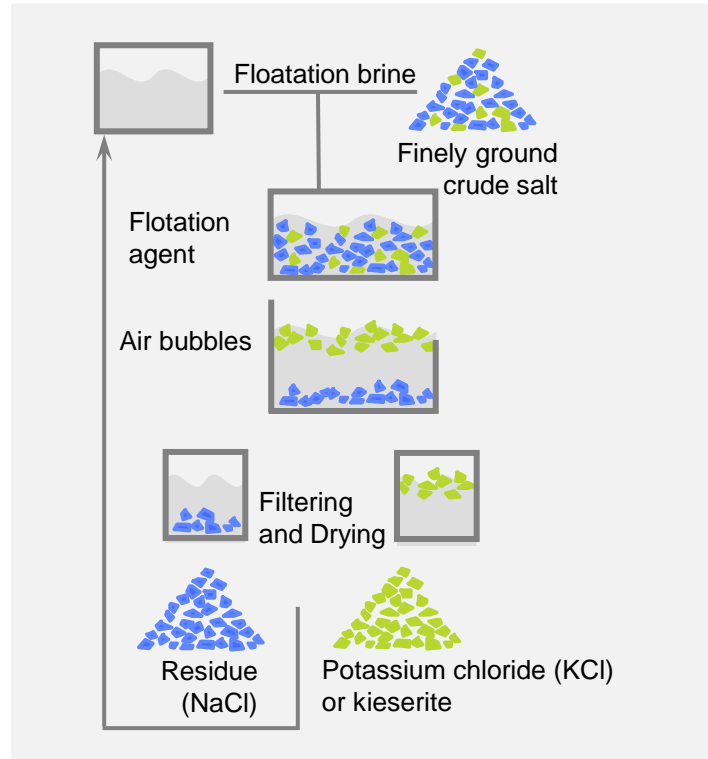 Floatation brine
Finely ground
crude salt
Flotation
agent
Air bubbles
Filtering
and Drying
Residue
(NaCl)
Potassium chloride (KCl)
or kieserite